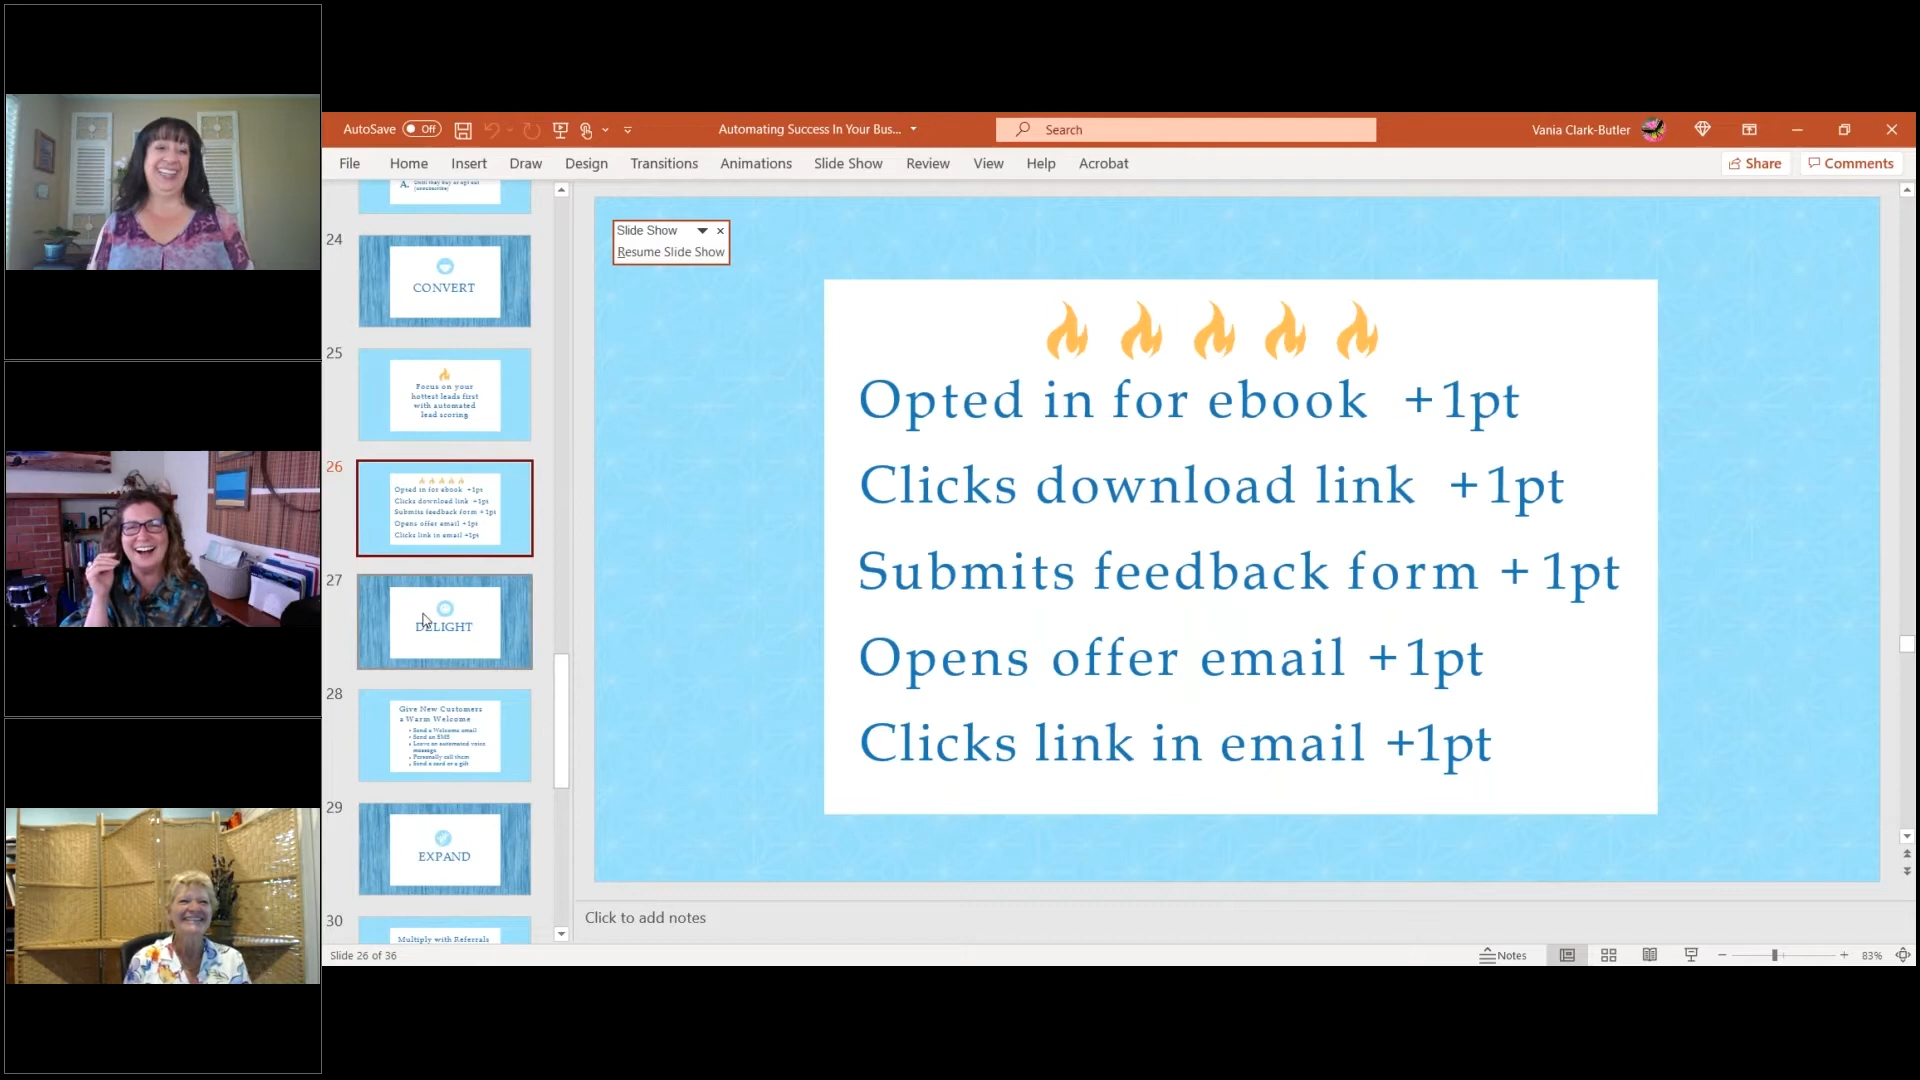 AutoSave Off
Automating Success In Your Bus...
Search
Vania Clark-Butler
File Home Insert Draw Design Transitions Animations Slide Show Review View Help Acrobat
Share Comments
24
CONVERT
25
Focus on your
hottest leads first
with automated
lead scoring
26
Opted in for ebook +1pt
Clicks download link +1pt
Submits feedback form +1pt
Opens offer email +1pt
Clicks link in email +1pt
27
DELIGHT
28
Give New Customers
a Warm Welcome
• Send a Welcome email
• Send an SMS
• Leave an automated voice
message
• Personally call them
• Send a card or a gift
29
EXPAND
30
Multiply with Referrals
Slide Show
Resume Slide Show
Opted in for ebook +1pt
Clicks download link +1pt
Submits feedback form +1pt
Opens offer email +1pt
Clicks link in email +1pt
Click to add notes
Slide 26 of 36
Notes
83%